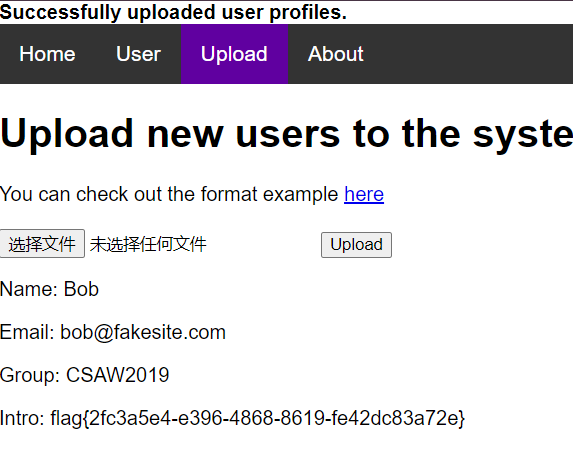 Successfully uploaded user profiles.
Home User Upload About
Upload new users to the syste
You can check out the format example here
选择文件 未选择任何文件 Upload
Name: Bob
Email: bob@fakesite.com
Group: CSAW2019
Intro: flag{2fc3a5e4-e396-4868-8619-fe42dc83a72e}